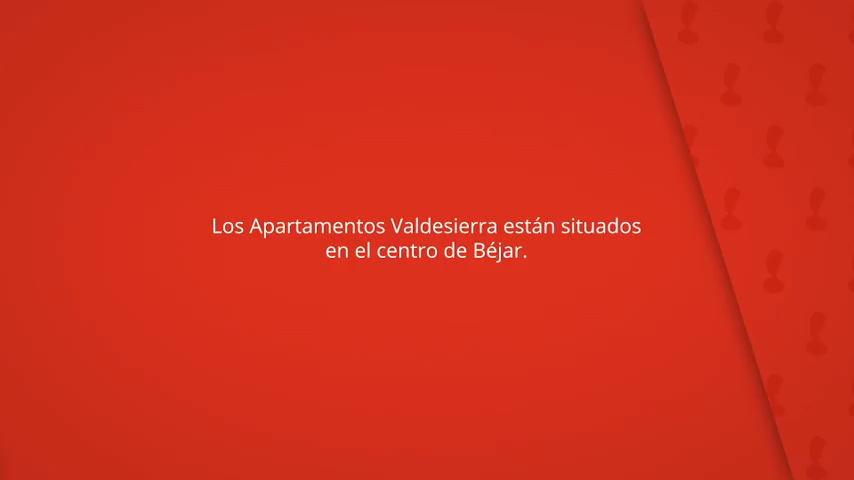 Los Apartamentos Valdesierra están situados
en el centro de Béjar.